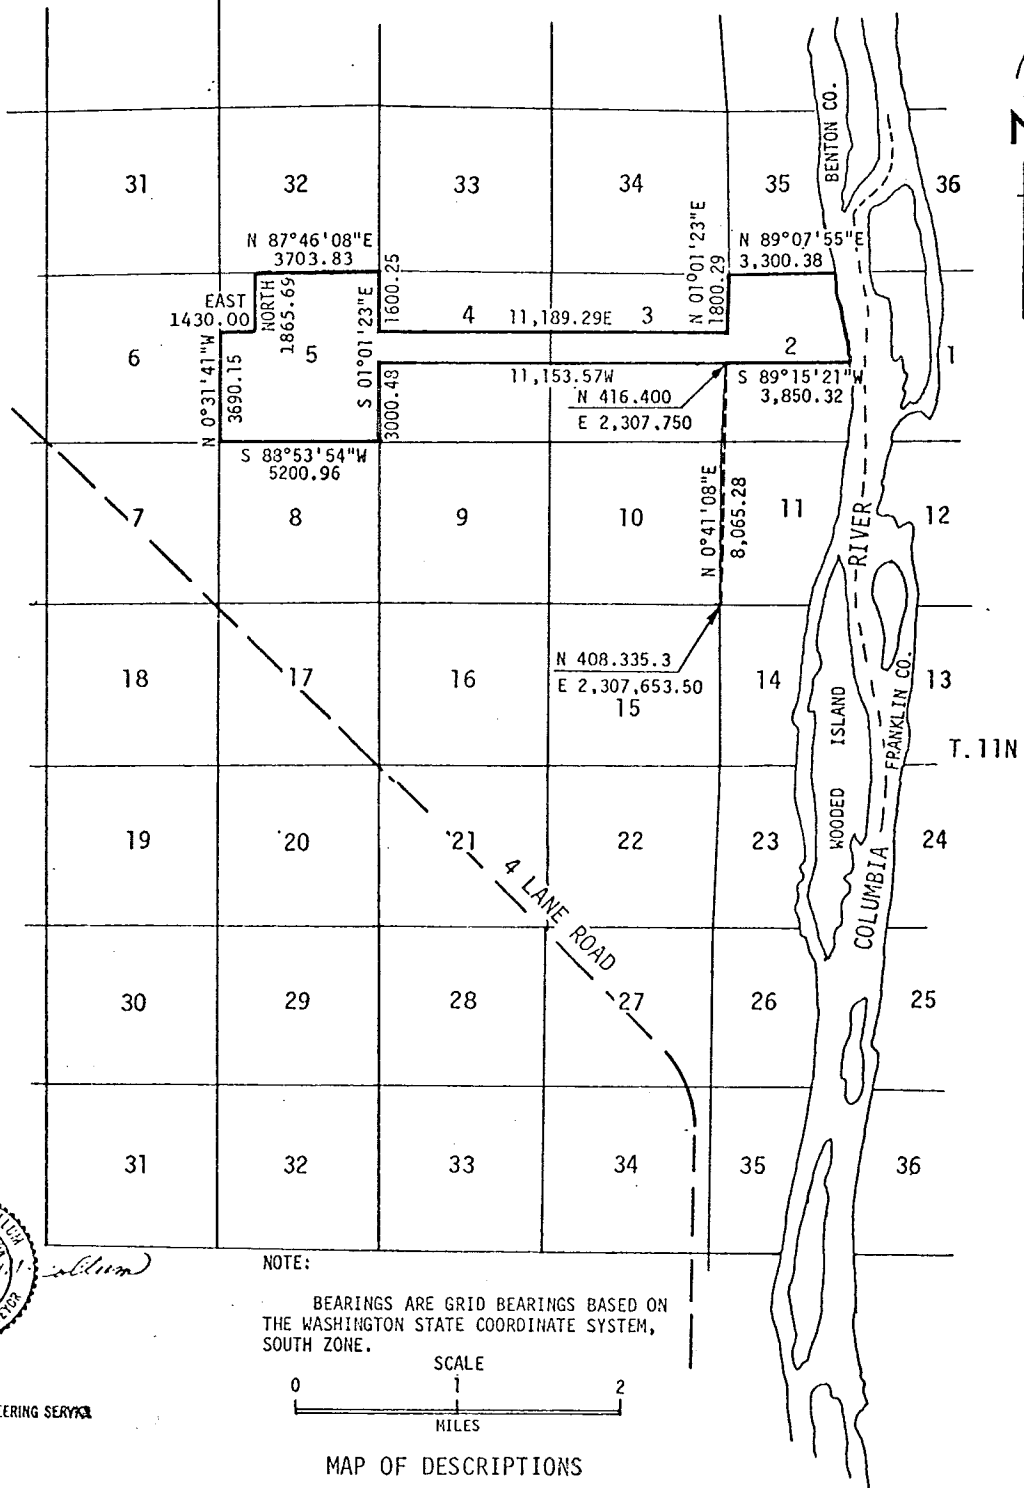 BENTON CO.
31 32 33 34 35 36
N 87°46'08"E
3703.83
N 01°01'23"E
1800.29
N 89°07'55"E
3,300.38
EAST
1430.00
NORTH
1865.69
S 01°01'23"E
1600.25
4 11,189.29E 3
6 5 2 1
N 0°31'41"W
3690.15
3000.48
11,153.57W
S 89°15'21"W
3,850.32
N 416.400
E 2,307.750
S 88°53'54"W
5200.96
7 8 9 10 11 12
N 0°41'08"E
8,065.28
RIVER
N 408.335.3
E 2,307,653.50
18 17 16 15 14 13
WOODED ISLAND
FRANKLIN CO.
T.11N
19 20 21 22 23 24
4 LANE ROAD
COLUMBIA
30 29 28 27 26 25
31 32 33 34 35 36
NOTE:
BEARINGS ARE GRID BEARINGS BASED ON
THE WASHINGTON STATE COORDINATE SYSTEM,
SOUTH ZONE.
SCALE
0 1 2
MILES
MAP OF DESCRIPTIONS